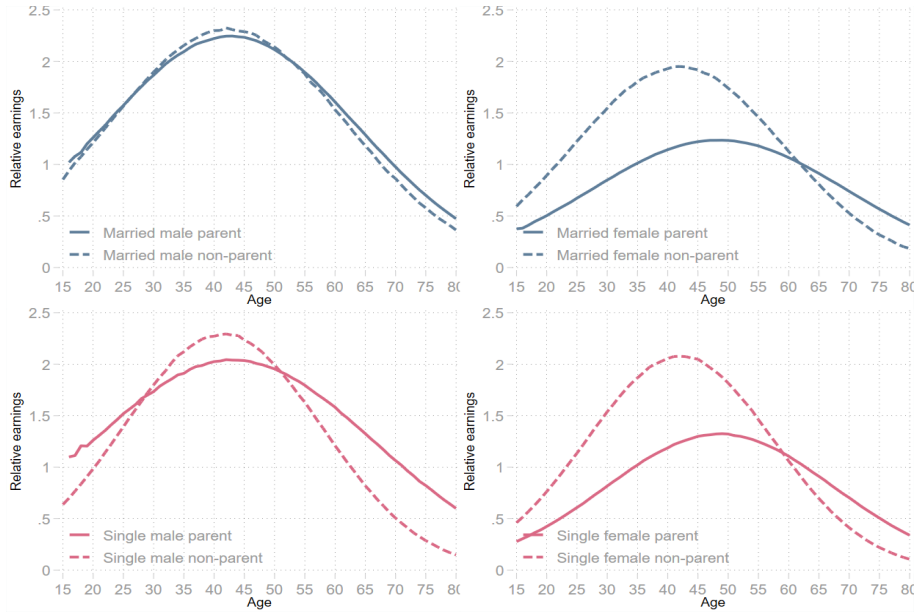 2.5
2
1.5
1
.5
0
Relative earnings
Married male parent
Married male non-parent
15 20 25 30 35 40 45 50 55 60 65 70 75 80
Age
2.5
2
1.5
1
.5
0
Relative earnings
Married female parent
Married female non-parent
15 20 25 30 35 40 45 50 55 60 65 70 75 80
Age
2.5
2
1.5
1
.5
0
Relative earnings
Single male parent
Single male non-parent
15 20 25 30 35 40 45 50 55 60 65 70 75 80
Age
2.5
2
1.5
1
.5
0
Relative earnings
Single female parent
Single female non-parent
15 20 25 30 35 40 45 50 55 60 65 70 75 80
Age